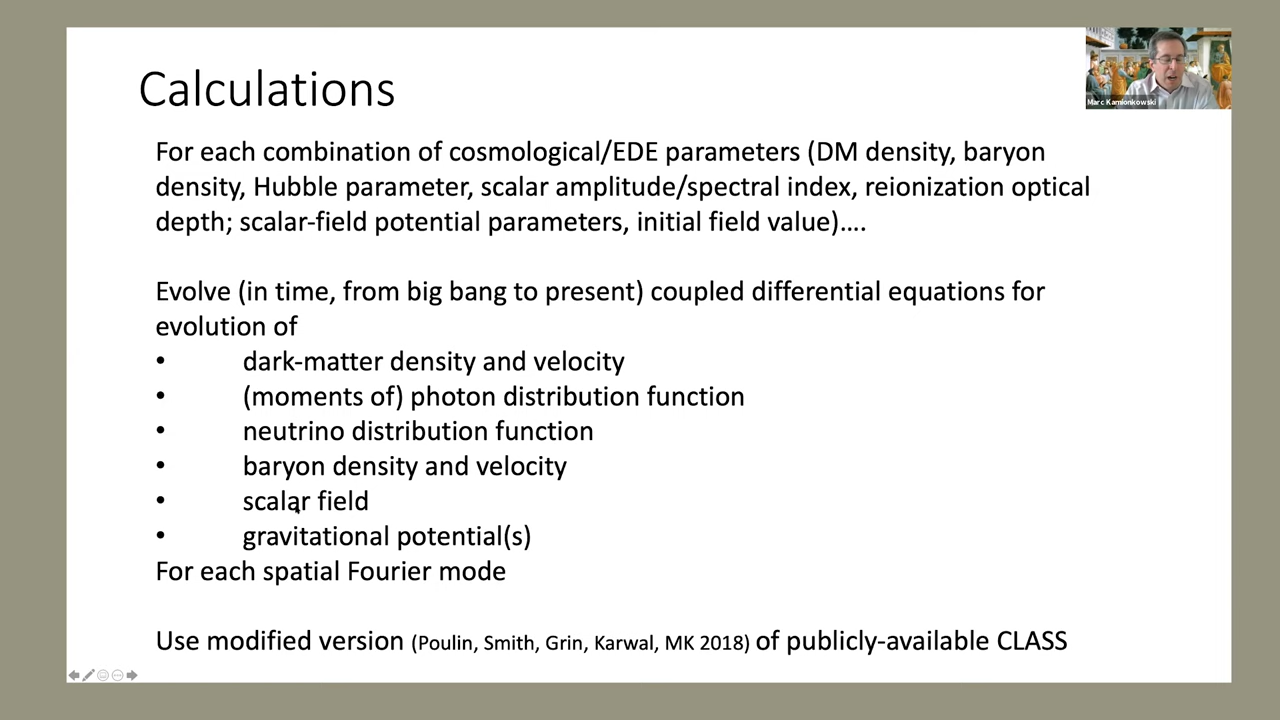 Calculations
Marc Kamionkowski
For each combination of cosmological/EDE parameters (DM density, baryon
density, Hubble parameter, scalar amplitude/spectral index, reionization optical
depth; scalar-field potential parameters, initial field value)….
Evolve (in time, from big bang to present) coupled differential equations for
evolution of
• dark-matter density and velocity
• (moments of) photon distribution function
• neutrino distribution function
• baryon density and velocity
• scalar field
• gravitational potential(s)
For each spatial Fourier mode
Use modified version (Poulin, Smith, Grin, Karwal, MK 2018) of publicly-available CLASS